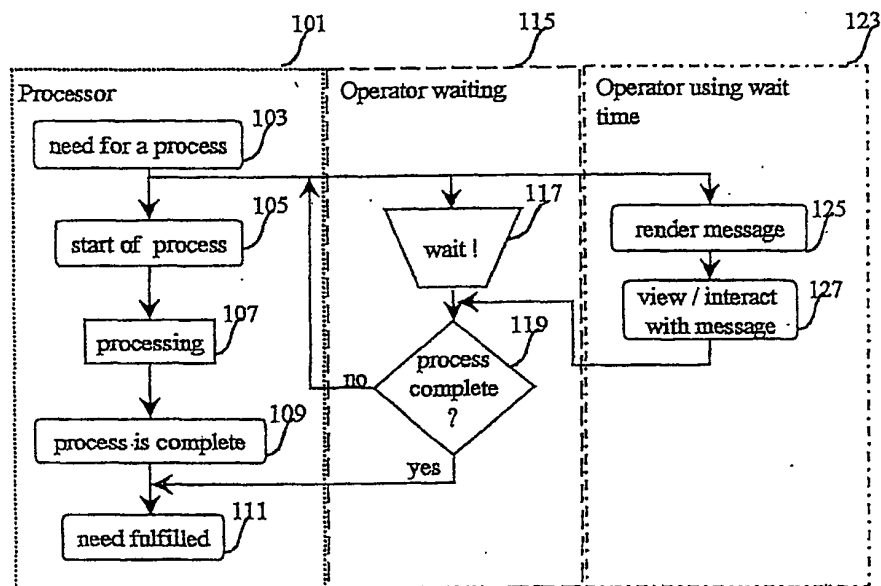 101
115
123
Processor
Operator waiting
Operator using wait
time
103
need for a process
105
start of process
117
wait !
125
render message
107
processing
119
process
complete
?
127
view / interact
with message
no
109
process is complete
yes
111
need fulfilled